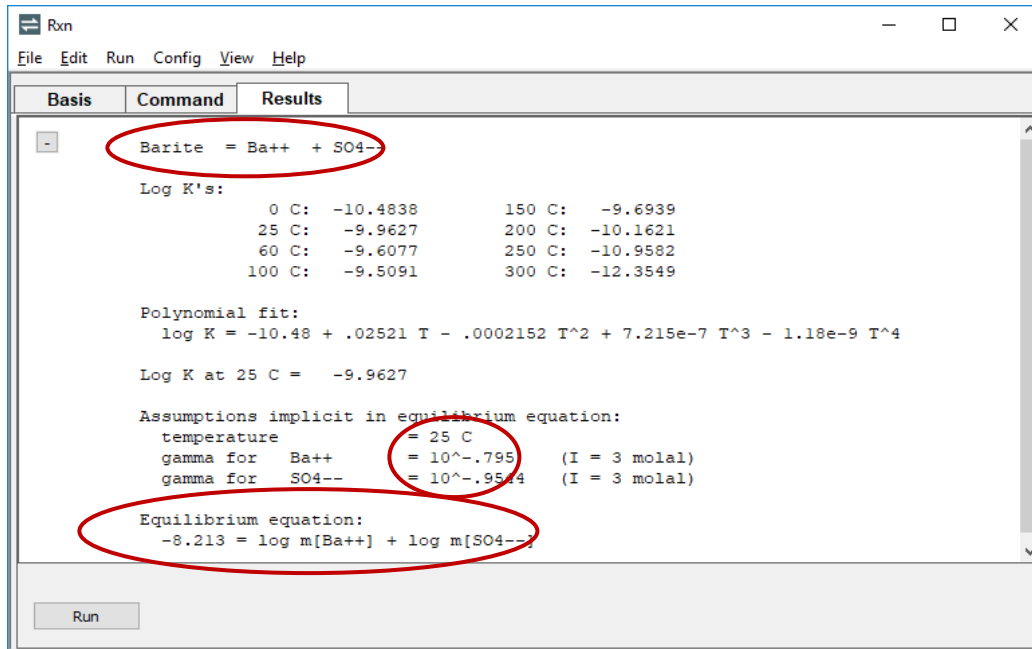 Rxn
File Edit Run Config View Help
Basis Command Results
-
Barite = Ba++ + SO4--
Log K's:
0 C: -10.4838 150 C: -9.6939
25 C: -9.9627 200 C: -10.1621
60 C: -9.6077 250 C: -10.9582
100 C: -9.5091 300 C: -12.3549
Polynomial fit:
log K = -10.48 + .02521 T - .0002152 T^2 + 7.215e-7 T^3 - 1.18e-9 T^4
Log K at 25 C = -9.9627
Assumptions implicit in equilibrium equation:
temperature = 25 C
gamma for Ba++ = 10^-.795 (I = 3 molal)
gamma for SO4-- = 10^-.9544 (I = 3 molal)
Equilibrium equation:
-8.213 = log m[Ba++] + log m[SO4--]
Run